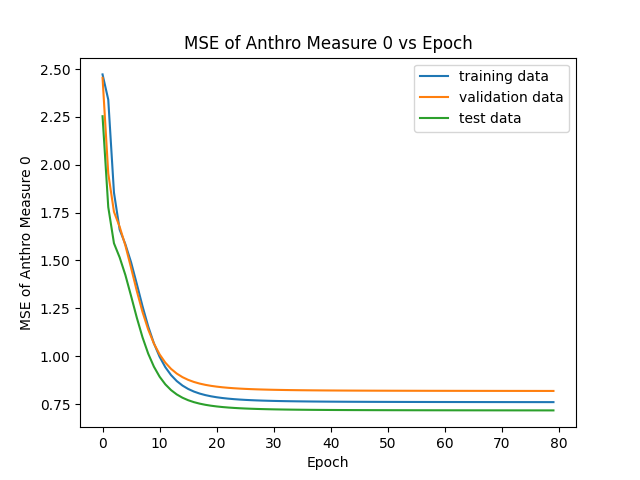 MSE of Anthro Measure 0 vs Epoch
training data
validation data
test data
MSE of Anthro Measure 0
2.50
2.25
2.00
1.75
1.50
1.25
1.00
0.75
0 10 20 30 40 50 60 70 80
Epoch